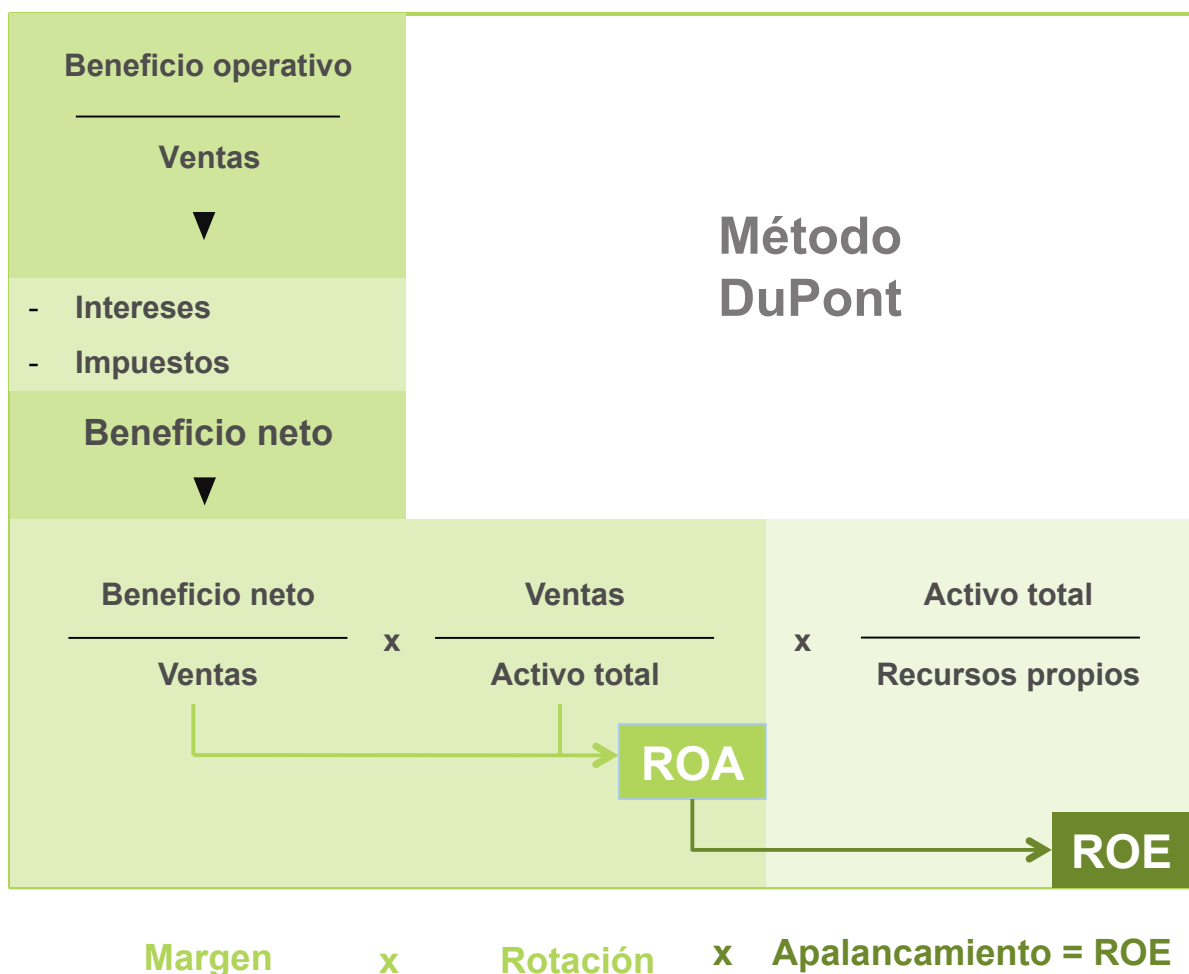 Beneficio operativo
Ventas
Método
DuPont
- Intereses
- Impuestos
Beneficio neto
Beneficio neto
x
Ventas
x
Activo total
Ventas
Activo total
Recursos propios
ROA
ROE
Margen x Rotación x Apalancamiento = ROE